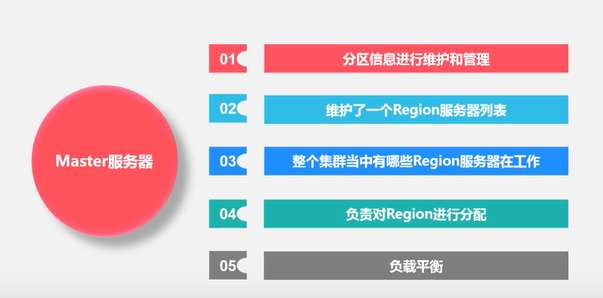 Master服务器
01 分区信息进行维护和管理
02 维护了一个Region服务器列表
03 整个集群当中有哪些Region服务器在工作
04 负责对Region进行分配
05 负载平衡